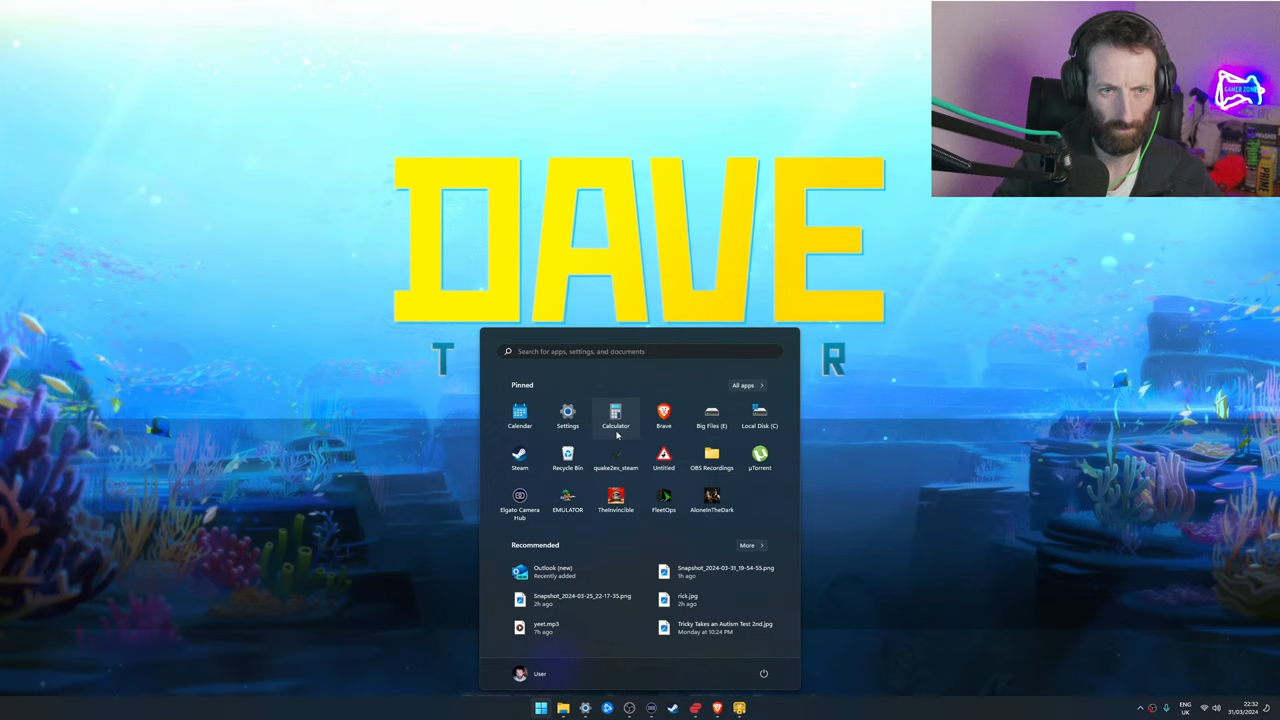 GAMER ZONE
DAVE
T R
Search for apps, settings, and documents
Pinned
All apps
Calendar
Settings
Calculator
Brave
Big Files (E)
Local Disk (C)
Steam
Recycle Bin
quake2ex_steam
Untitled
OBS Recordings
µTorrent
Elgato Camera
Hub
EMULATOR
TheInvincible
FleetOps
AloneInTheDark
Recommended
More
Outlook (new)
Recently added
Snapshot_2024-03-31_19-54-55.png
1h ago
Snapshot_2024-03-25_22-17-35.png
2h ago
rick.jpg
2h ago
yeet.mp3
7h ago
Tricky Takes an Autism Test 2nd.jpg
Monday at 10:24 PM
User
ENG
UK
22:32
31/03/2024